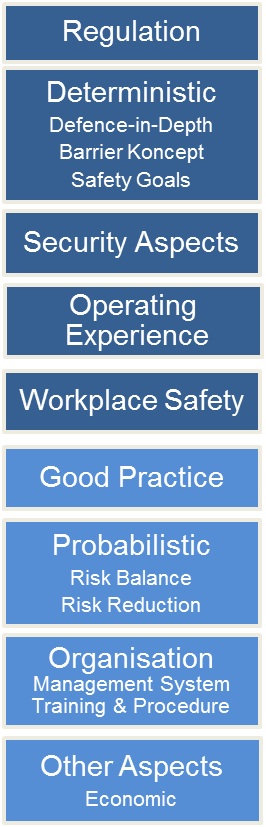 Regulation
Deterministic
Defence-in-Depth
Barrier Koncept
Safety Goals
Security Aspects
Operating
Experience
Workplace Safety
Good Practice
Probabilistic
Risk Balance
Risk Reduction
Organisation
Management System
Training & Procedure
Other Aspects
Economic